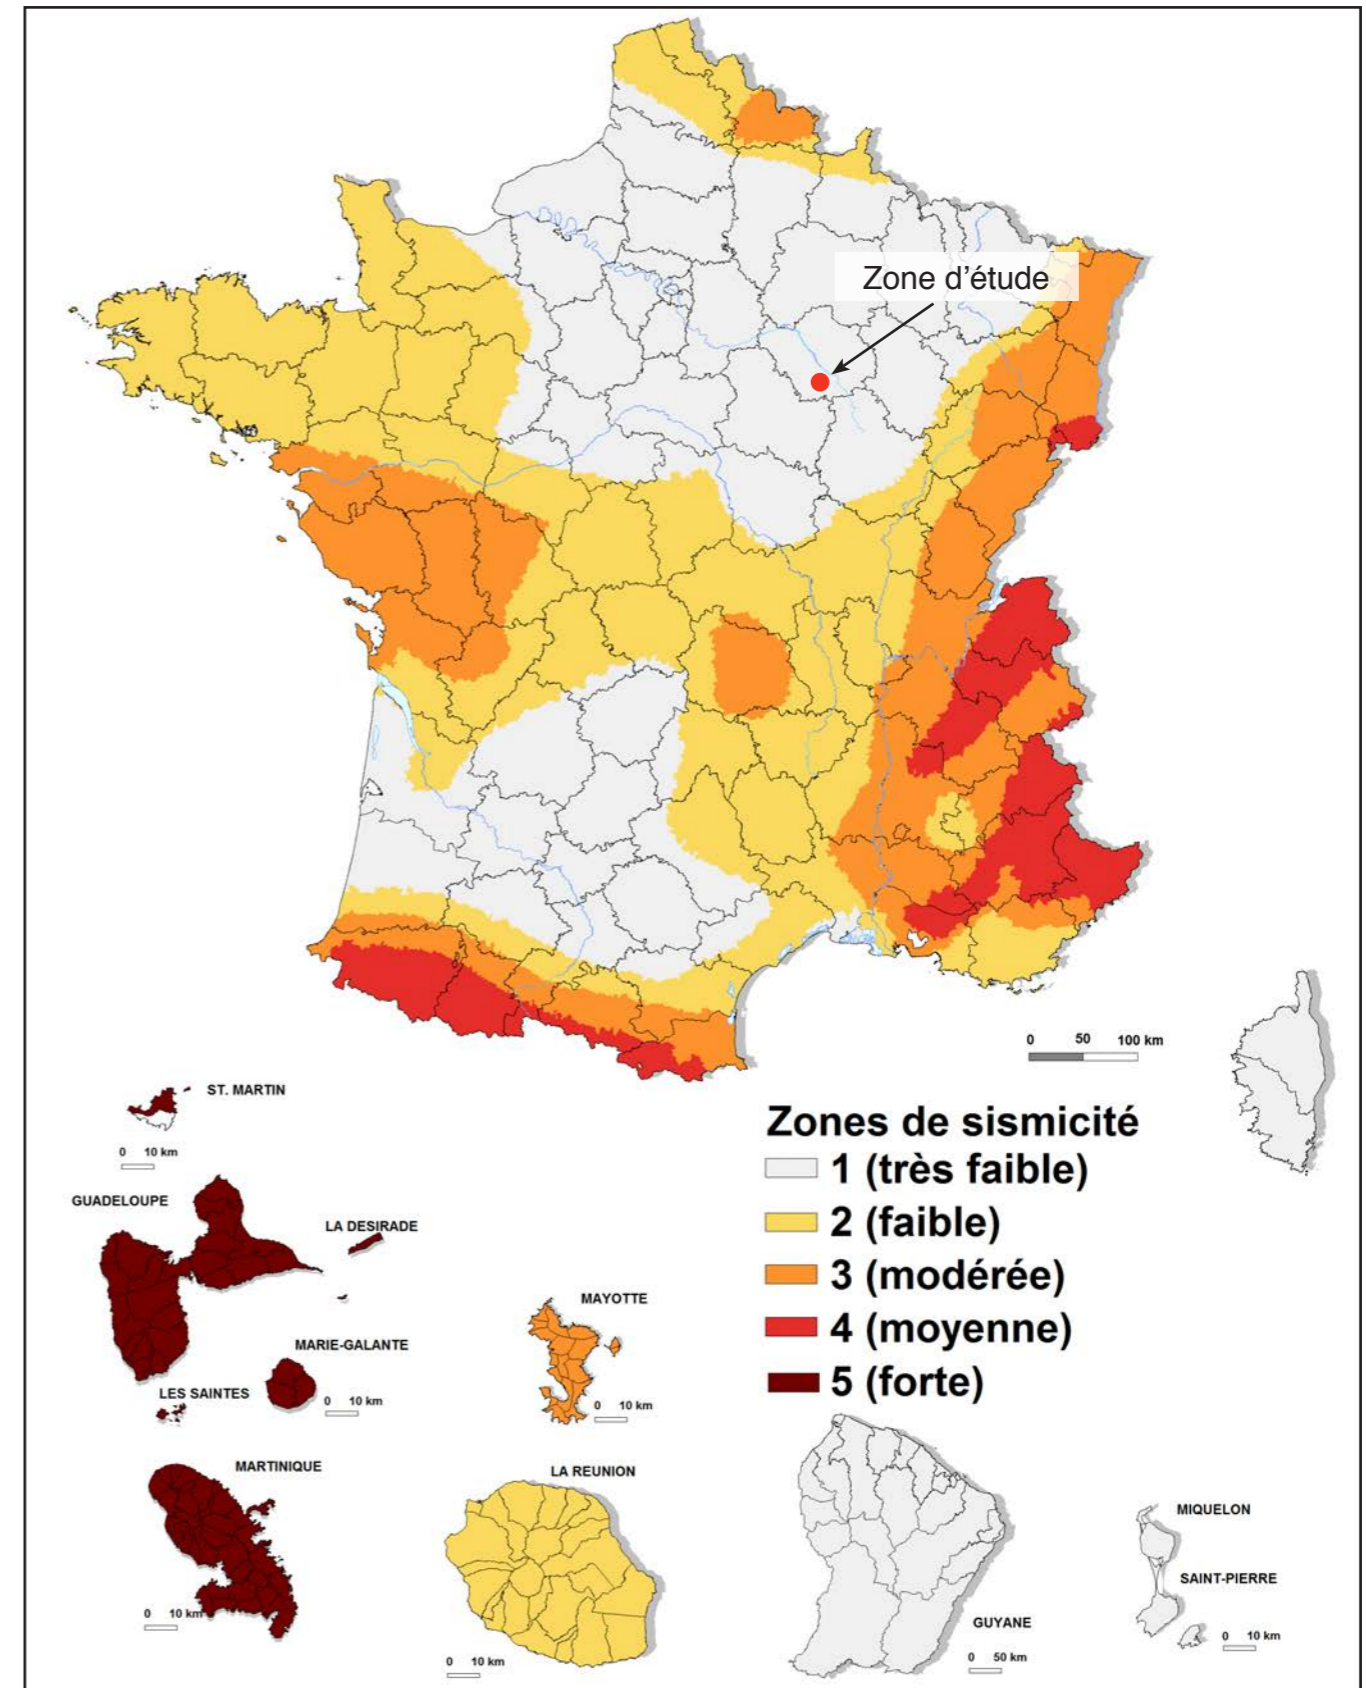 Zone d'étude
0 50 100 km
ST. MARTIN
0 10 km
GUADELOUPE
LA DESIRADE
MARIE-GALANTE
0 10 km
LES SAINTES
MAYOTTE
0 10 km
Zones de sismicité
1 (très faible)
2 (faible)
3 (modérée)
4 (moyenne)
5 (forte)
MARTINIQUE
0 10 km
LA REUNION
0 10 km
GUYANE
0 50 km
MIQUELON
SAINT-PIERRE
0 10 km